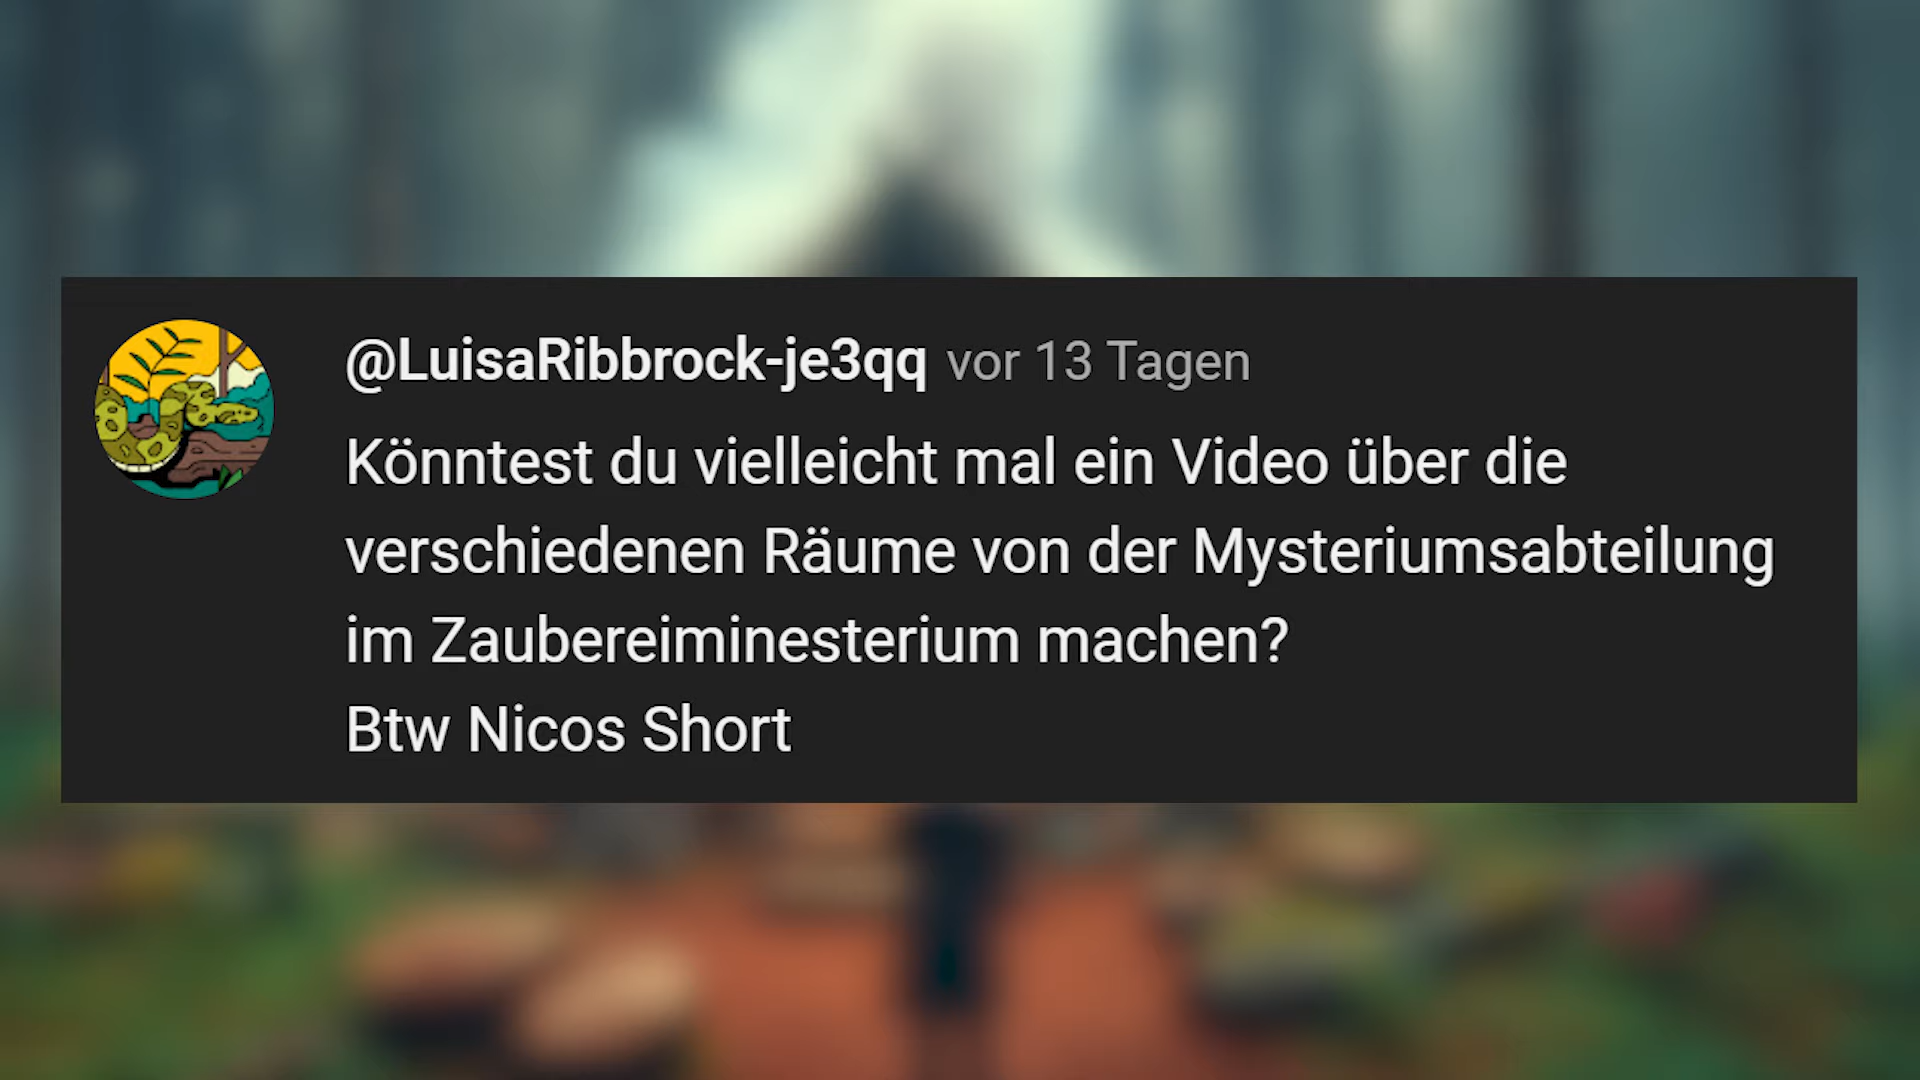 @LuisaRibbrock-je3qq vor 13 Tagen
Könntest du vielleicht mal ein Video über die
verschiedenen Räume von der Mysteriumsabteilung
im Zaubereiminesterium machen?
Btw Nicos Short